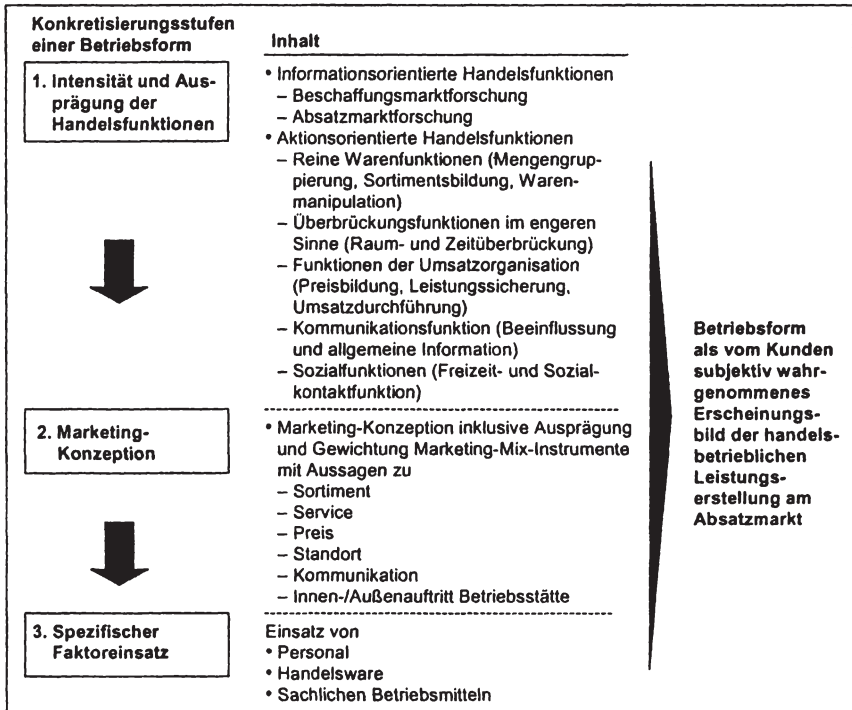 Konkretisierungsstufen
einer Betriebsform
Inhalt
1. Intensität und Aus-
prägung der
Handelsfunktionen
• Informationsorientierte Handelsfunktionen
– Beschaffungsmarktforschung
– Absatzmarktforschung
• Aktionsorientierte Handelsfunktionen
– Reine Warenfunktionen (Mengengrup-
pierung, Sortimentsbildung, Waren-
manipulation)
– Überbrückungsfunktionen im engeren
Sinne (Raum- und Zeitüberbrückung)
– Funktionen der Umsatzorganisation
(Preisbildung, Leistungssicherung,
Umsatzdurchführung)
– Kommunikationsfunktion (Beeinflussung
und allgemeine Information)
– Sozialfunktionen (Freizeit- und Sozial-
kontaktfunktion)
2. Marketing-
Konzeption
• Marketing-Konzeption inklusive Ausprägung
und Gewichtung Marketing-Mix-Instrumente
mit Aussagen zu
– Sortiment
– Service
– Preis
– Standort
– Kommunikation
– Innen-/Außenauftritt Betriebsstätte
3. Spezifischer
Faktoreinsatz
Einsatz von
• Personal
• Handelsware
• Sachlichen Betriebsmitteln
Betriebsform
als vom Kunden
subjektiv wahr-
genommenes
Erscheinungs-
bild der handels-
betrieblichen
Leistungs-
erstellung am
Absatzmarkt